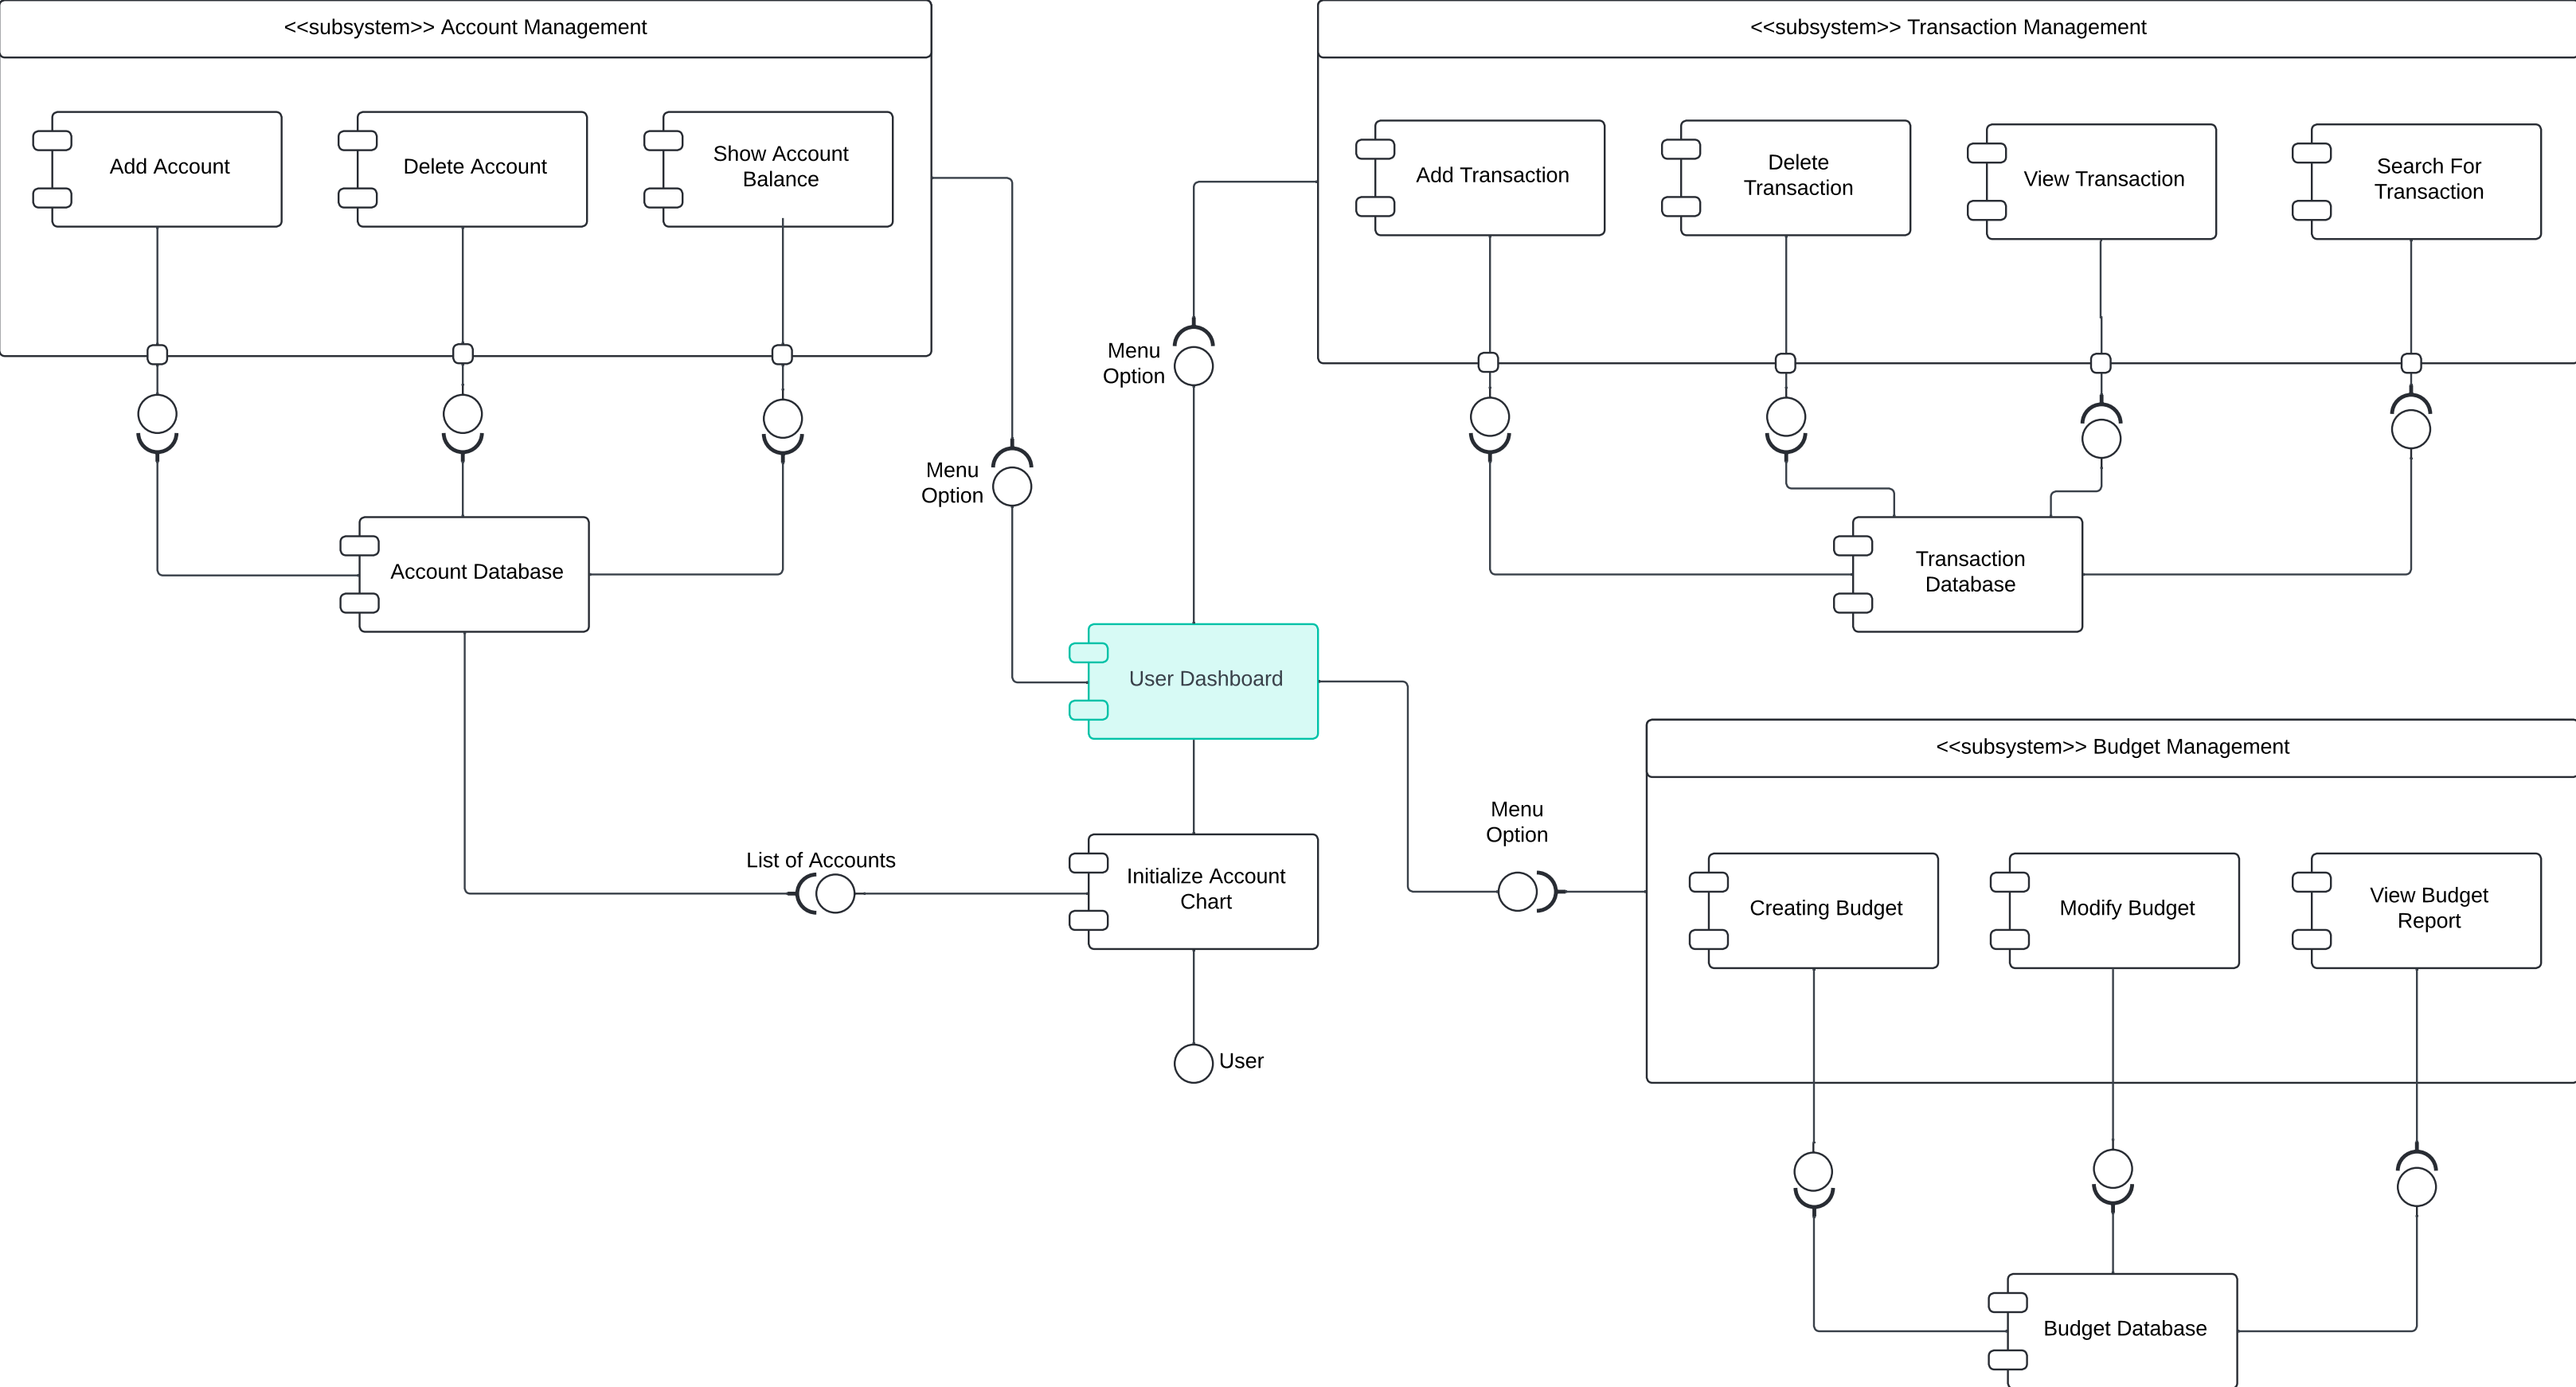 <<subsystem>> Account Management
<<subsystem>> Transaction Management
Add Account
Delete Account
Show Account
Balance
Add Transaction
Delete
Transaction
View Transaction
Search For
Transaction
Menu
Option
Menu
Option
Account Database
Transaction
Database
User Dashboard
<<subsystem>> Budget Management
Menu
Option
List of Accounts
Initialize Account
Chart
Creating Budget
Modify Budget
View Budget
Report
User
Budget Database